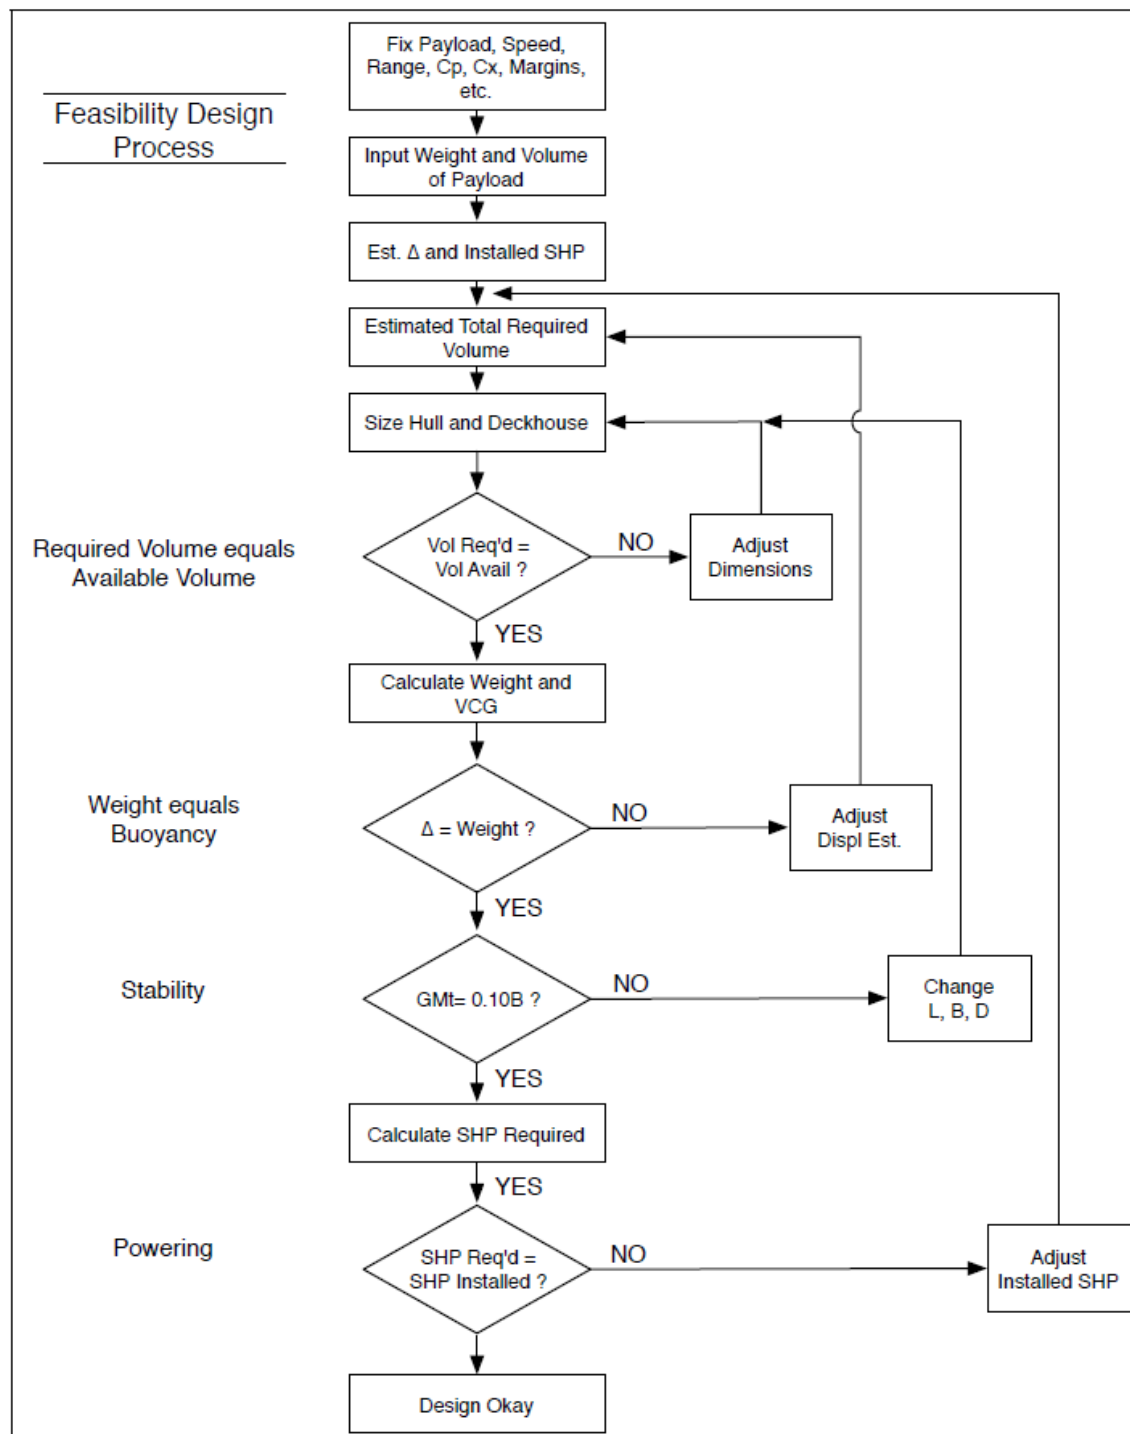 Fix Payload, Speed,
Range, Cp, Cx, Margins,
etc.
Feasibility Design
Process
Input Weight and Volume
of Payload
Est. Δ and Installed SHP
Estimated Total Required
Volume
Size Hull and Deckhouse
Required Volume equals
Available Volume
Vol Req'd =
Vol Avail ?
NO
Adjust
Dimensions
YES
Calculate Weight and
VCG
Weight equals
Buoyancy
Δ = Weight ?
NO
Adjust
Displ Est.
YES
Stability
GMt= 0.10B ?
NO
Change
L, B, D
YES
Calculate SHP Required
YES
Powering
SHP Req'd =
SHP Installed ?
NO
Adjust
Installed SHP
Design Okay